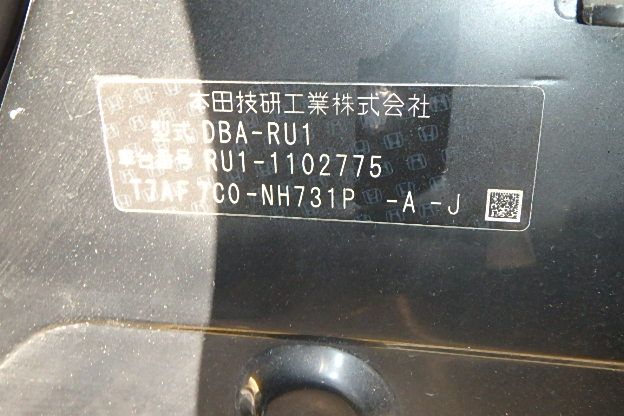 本田技研工業株式会社
型式 DBA-RU1
車台番号 RU1-1102775
TJAF 7C0-NH731P -A -J